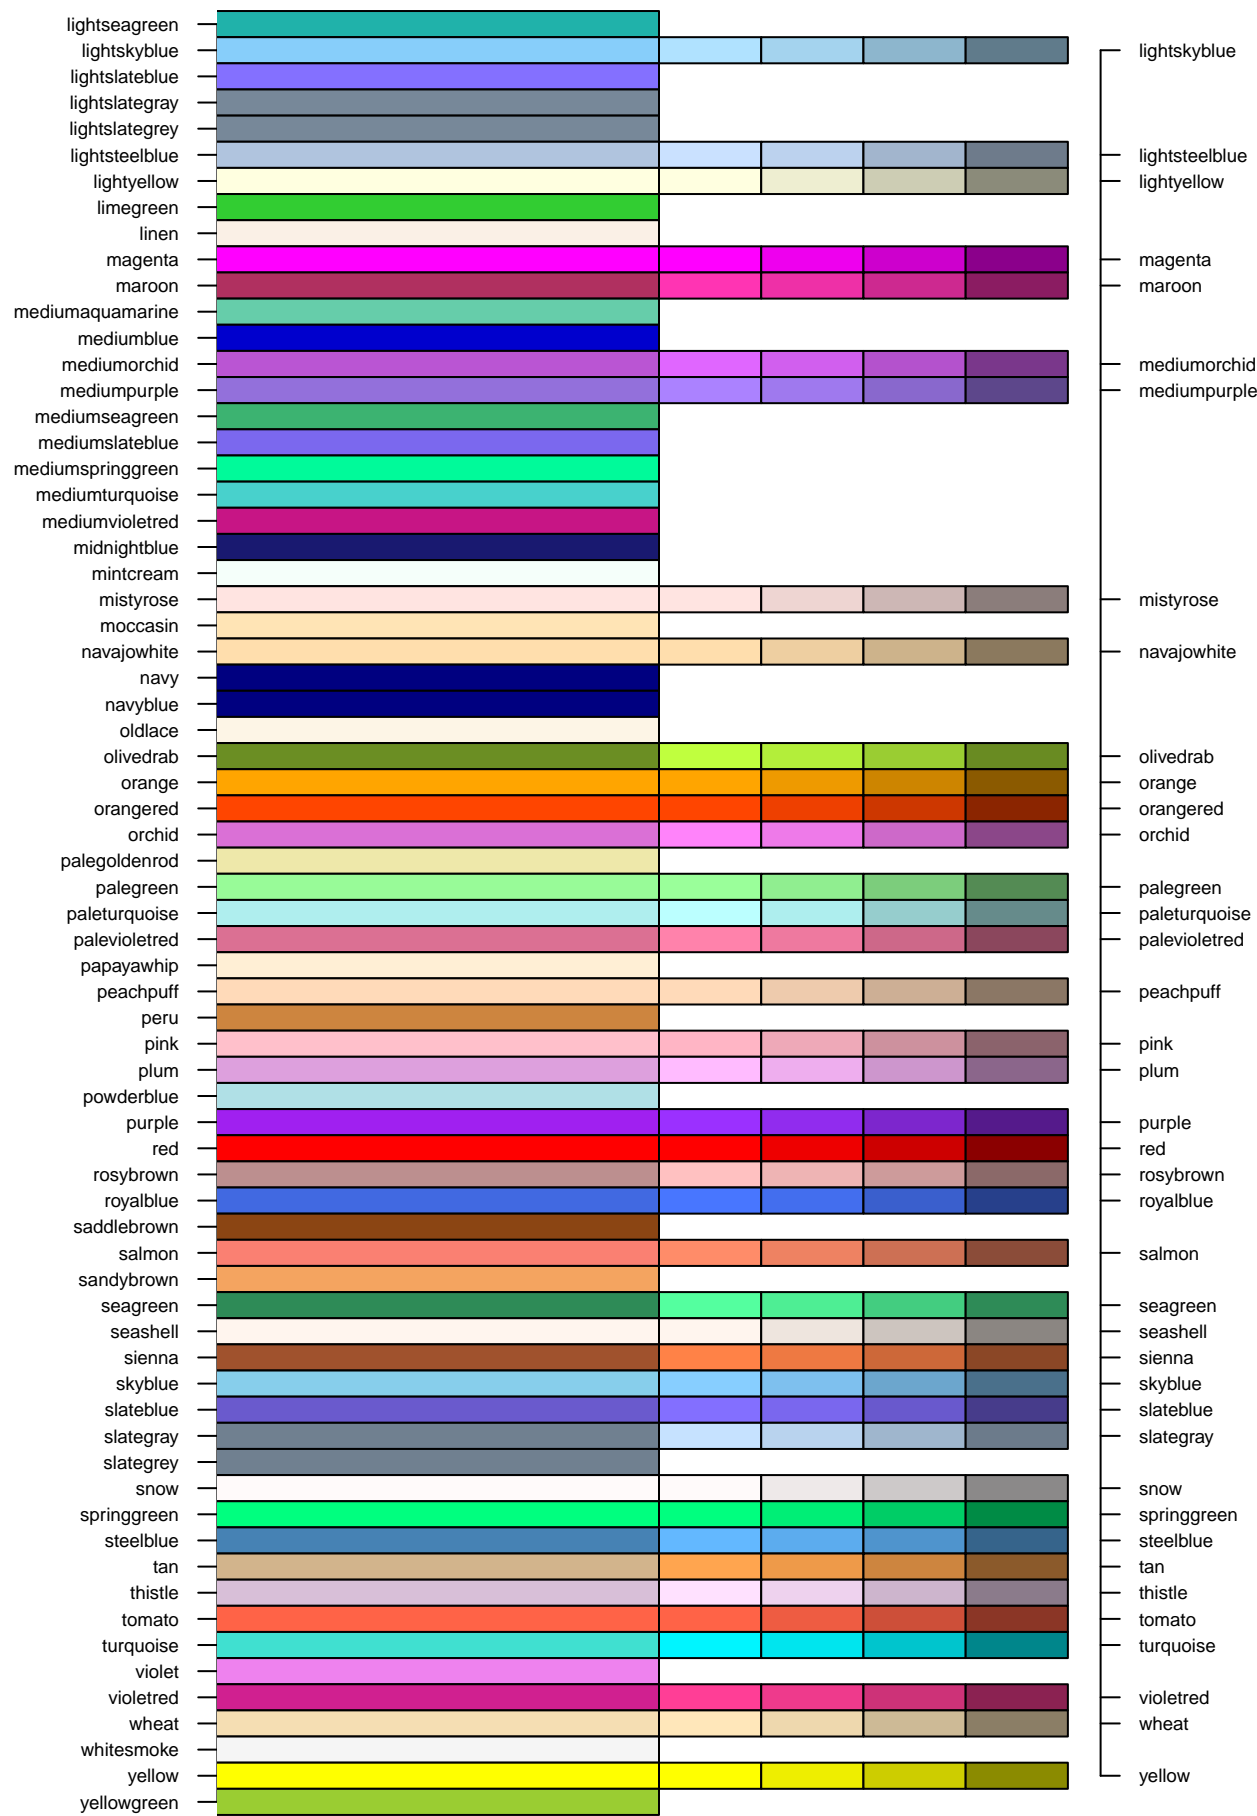 lightseagreen
lightskyblue lightskyblue
lightslateblue
lightslategray
lightslategrey
lightsteelblue lightsteelblue
lightyellow lightyellow
limegreen
linen
magenta magenta
maroon maroon
mediumaquamarine
mediumblue
mediumorchid mediumorchid
mediumpurple mediumpurple
mediumseagreen
mediumslateblue
mediumspringgreen
mediumturquoise
mediumvioletred
midnightblue
mintcream
mistyrose mistyrose
moccasin
navajowhite navajowhite
navy
navyblue
oldlace
olivedrab olivedrab
orange orange
orangered orangered
orchid orchid
palegoldenrod
palegreen palegreen
paleturquoise paleturquoise
palevioletred palevioletred
papayawhip
peachpuff peachpuff
peru
pink pink
plum plum
powderblue
purple purple
red red
rosybrown rosybrown
royalblue royalblue
saddlebrown
salmon salmon
sandybrown
seagreen seagreen
seashell seashell
sienna sienna
skyblue skyblue
slateblue slateblue
slategray slategray
slategrey
snow snow
springgreen springgreen
steelblue steelblue
tan tan
thistle thistle
tomato tomato
turquoise turquoise
violet
violetred violetred
wheat wheat
whitesmoke
yellow yellow
yellowgreen